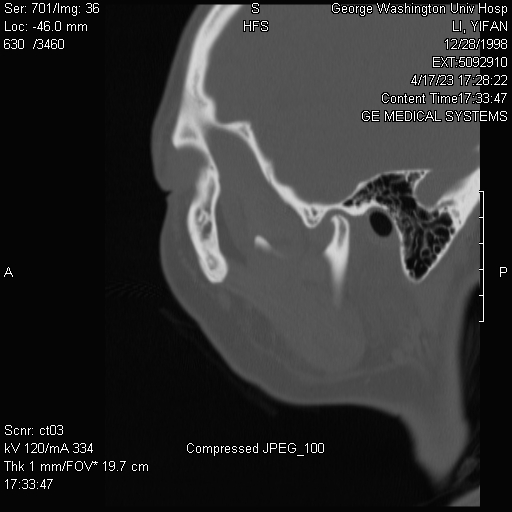 Ser: 701/Img: 36
Loc: -46.0 mm
630 /3460
S
HFS
George Washington Univ Hosp
LI, YIFAN
12/28/1998
EXT:5092910
4/17/23 17:28:22
Content Time17:33:47
GE MEDICAL SYSTEMS
A
P
Scnr: ct03
kV 120/mA 334
Thk 1 mm/FOV* 19.7 cm
17:33:47
Compressed JPEG_100